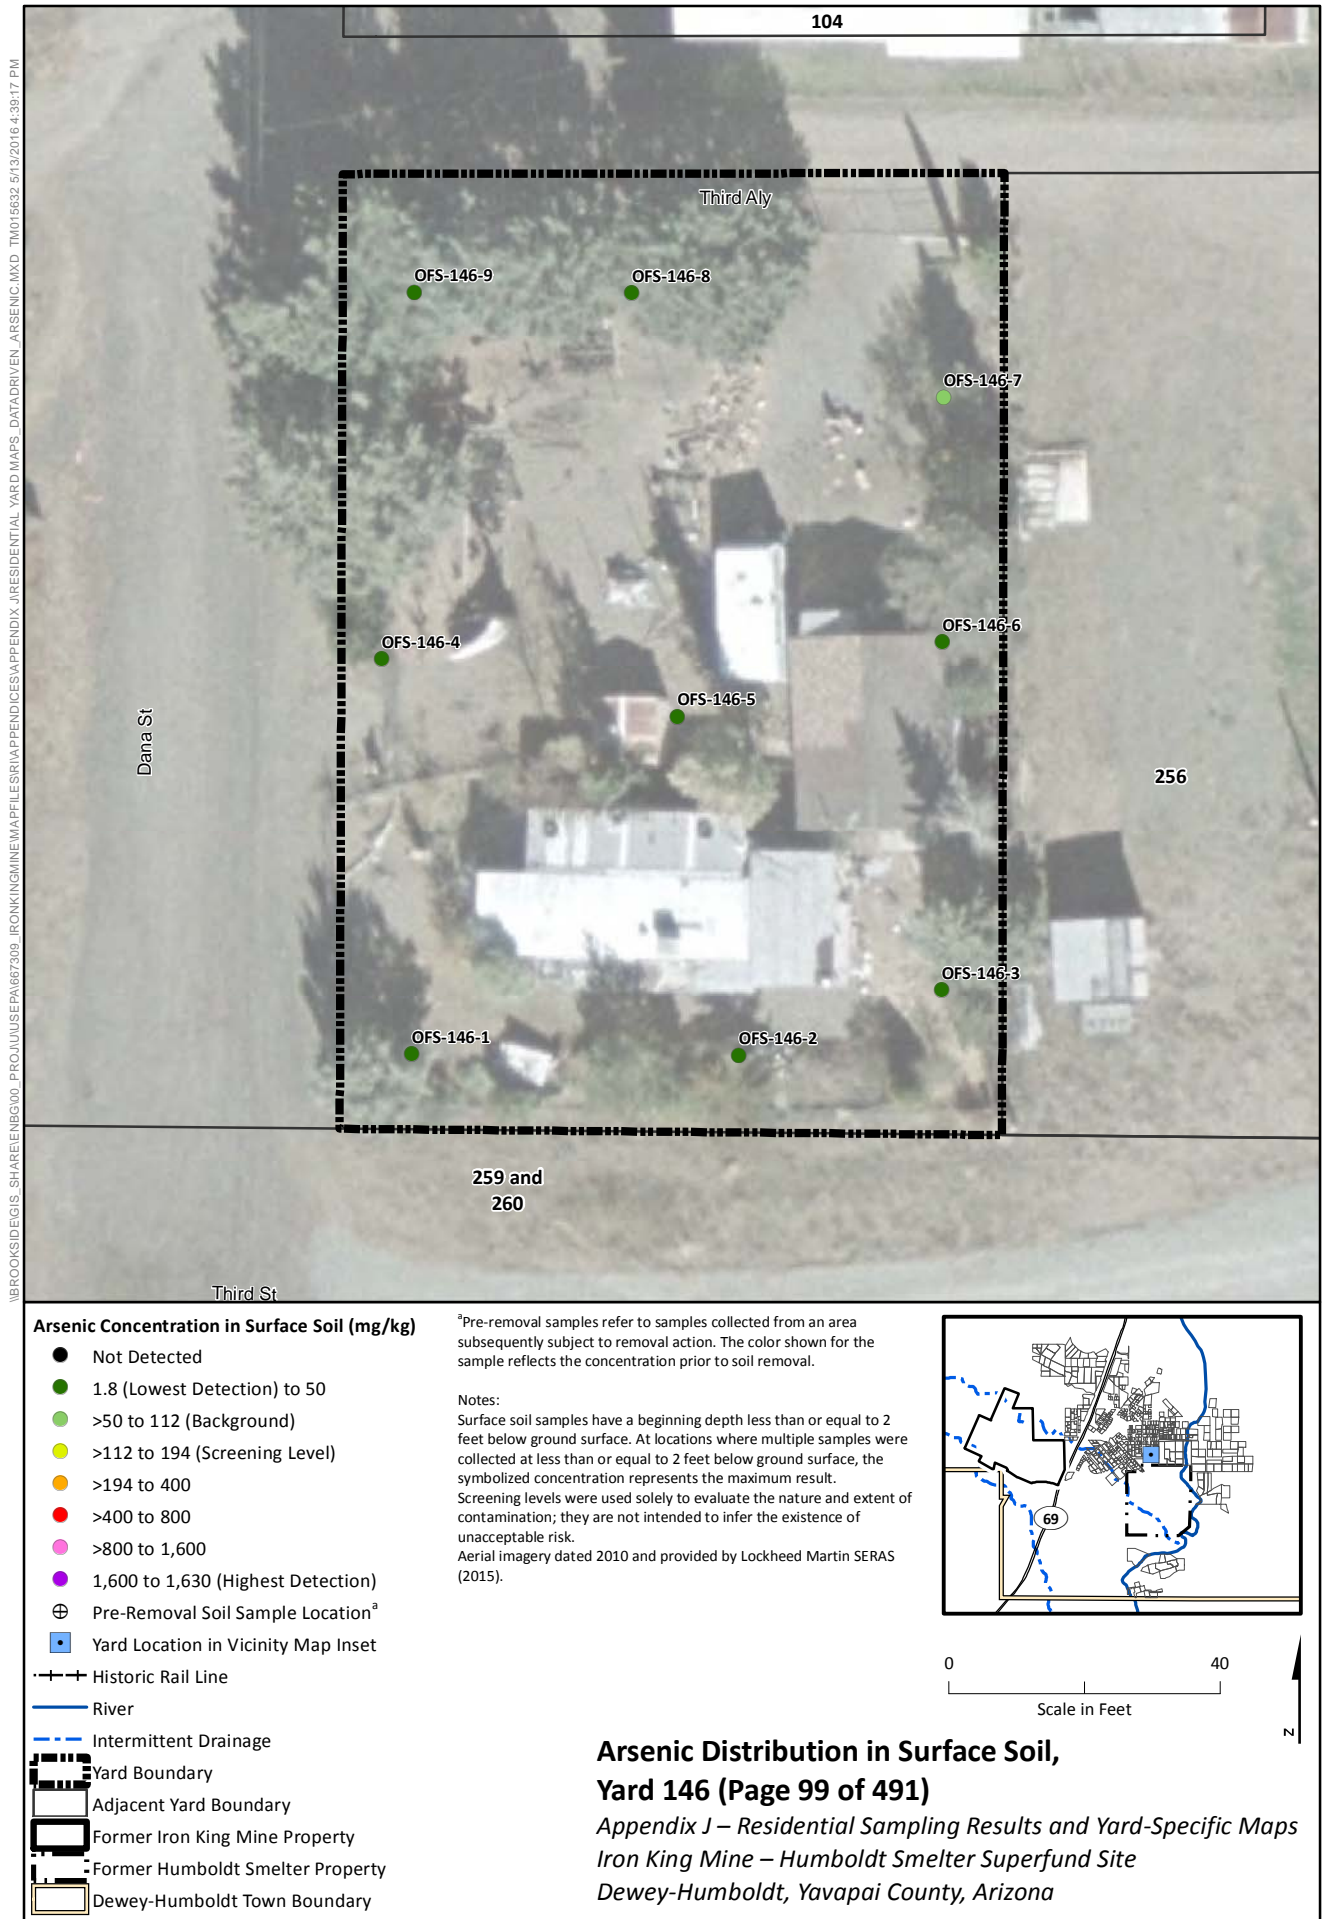 \\BROOKSIDE\GIS_SHARE\ENBG\00_PROJ\U\USEPA\667309_IRONKINGMINE\MAPFILES\RI\APPENDICES\APPENDIX J\RESIDENTIAL YARD MAPS_DATADRIVEN_ARSENIC.MXD  TM015632 5/13/2016 4:39:17 PM
104
Third Aly
OFS-146-9
OFS-146-8
OFS-146-7
OFS-146-6
OFS-146-4
OFS-146-5
Dana St
256
OFS-146-3
OFS-146-1
OFS-146-2
259 and
260
Third St
Arsenic Concentration in Surface Soil (mg/kg)
Not Detected
1.8 (Lowest Detection) to 50
>50 to 112 (Background)
>112 to 194 (Screening Level)
>194 to 400
>400 to 800
>800 to 1,600
1,600 to 1,630 (Highest Detection)
Pre-Removal Soil Sample Locationᵃ
Yard Location in Vicinity Map Inset
Historic Rail Line
River
Intermittent Drainage
Yard Boundary
Adjacent Yard Boundary
Former Iron King Mine Property
Former Humboldt Smelter Property
Dewey-Humboldt Town Boundary
ᵃPre-removal samples refer to samples collected from an area
subsequently subject to removal action. The color shown for the
sample reflects the concentration prior to soil removal.
Notes:
Surface soil samples have a beginning depth less than or equal to 2
feet below ground surface. At locations where multiple samples were
collected at less than or equal to 2 feet below ground surface, the
symbolized concentration represents the maximum result.
Screening levels were used solely to evaluate the nature and extent of
contamination; they are not intended to infer the existence of
unacceptable risk.
Aerial imagery dated 2010 and provided by Lockheed Martin SERAS
(2015).
69
0 40
Scale in Feet
N
Arsenic Distribution in Surface Soil,
Yard 146 (Page 99 of 491)
Appendix J – Residential Sampling Results and Yard-Specific Maps
Iron King Mine – Humboldt Smelter Superfund Site
Dewey-Humboldt, Yavapai County, Arizona